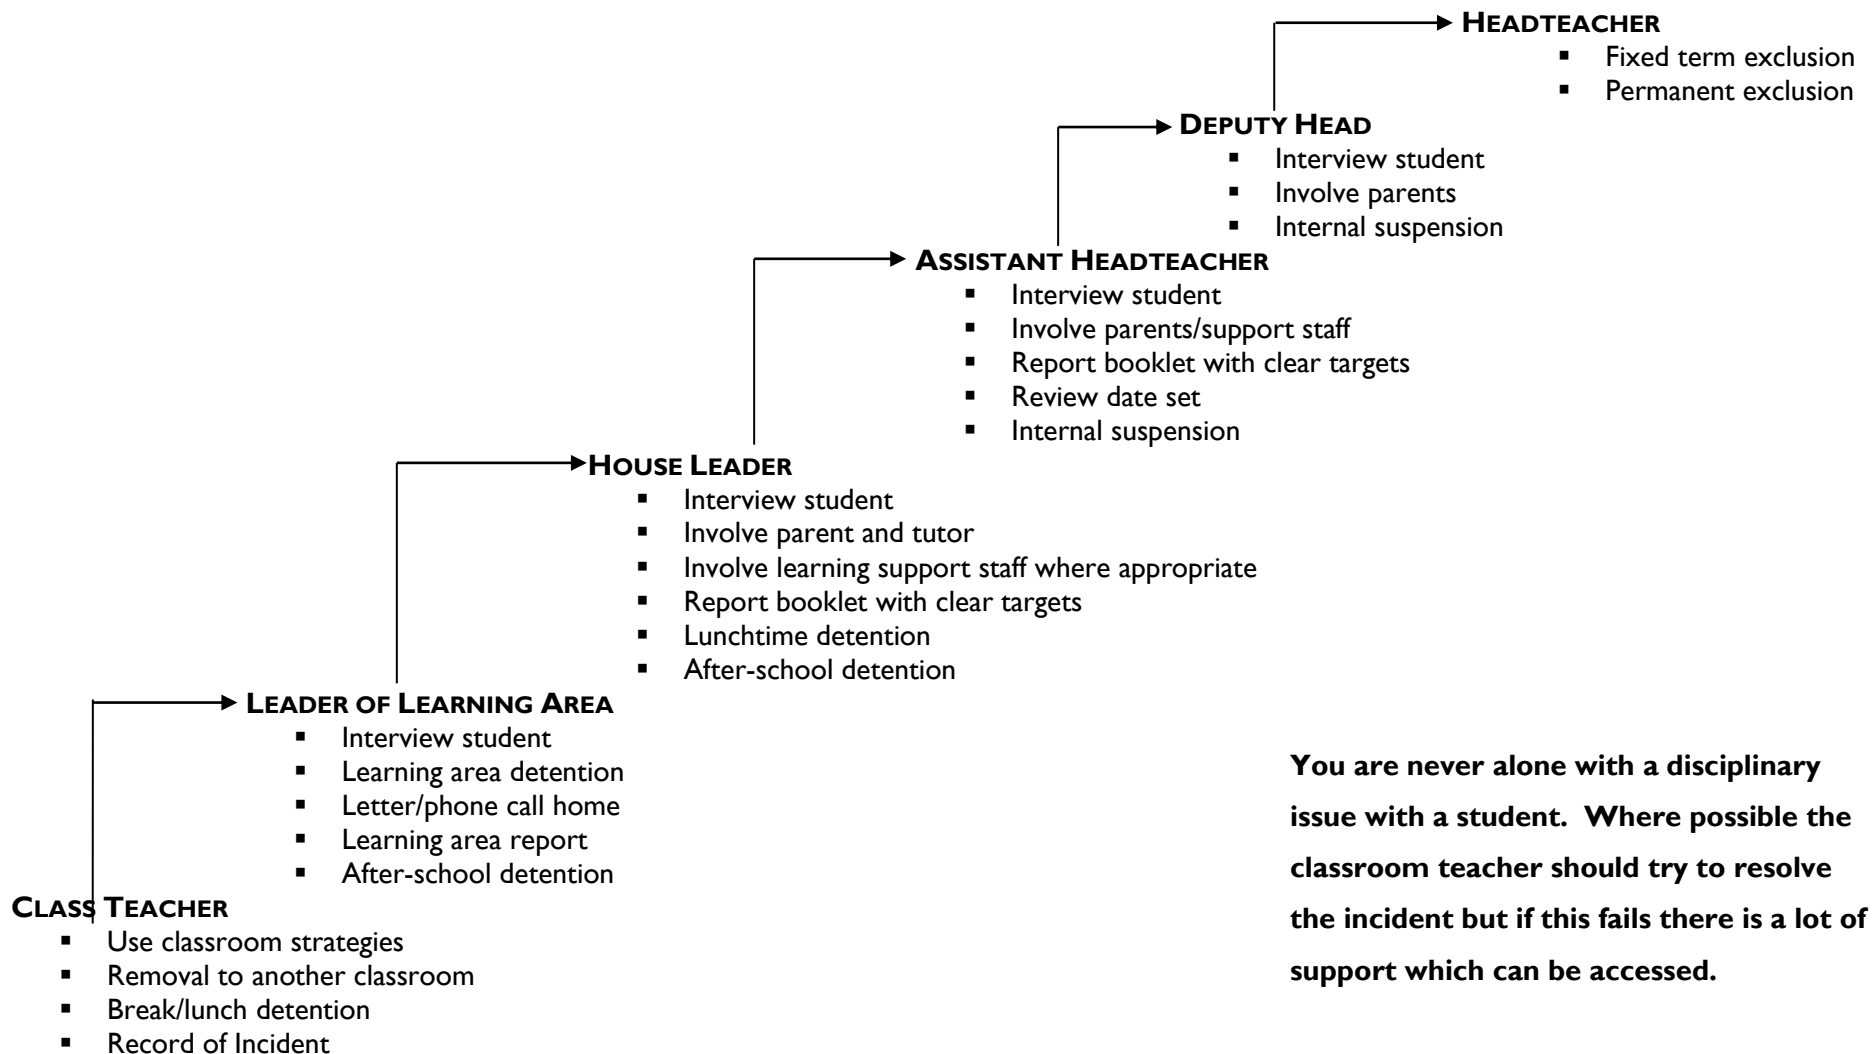 HEADTEACHER
▪ Fixed term exclusion
▪ Permanent exclusion
DEPUTY HEAD
▪ Interview student
▪ Involve parents
▪ Internal suspension
ASSISTANT HEADTEACHER
▪ Interview student
▪ Involve parents/support staff
▪ Report booklet with clear targets
▪ Review date set
▪ Internal suspension
HOUSE LEADER
▪ Interview student
▪ Involve parent and tutor
▪ Involve learning support staff where appropriate
▪ Report booklet with clear targets
▪ Lunchtime detention
▪ After-school detention
LEADER OF LEARNING AREA
▪ Interview student
▪ Learning area detention
▪ Letter/phone call home
▪ Learning area report
▪ After-school detention
CLASS TEACHER
▪ Use classroom strategies
▪ Removal to another classroom
▪ Break/lunch detention
▪ Record of Incident
You are never alone with a disciplinary
issue with a student. Where possible the
classroom teacher should try to resolve
the incident but if this fails there is a lot of
support which can be accessed.